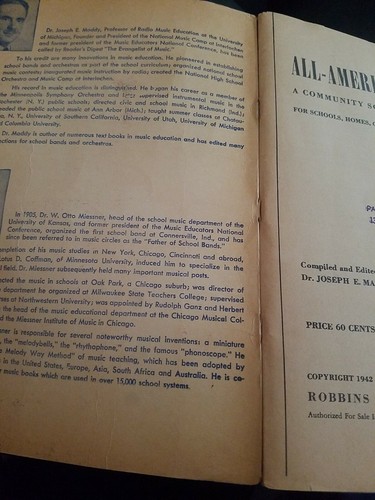 Dr. Joseph E. Maddy, Professor of Radio Music Education at the University
of Michigan, Founder and President of the National Music Camp at Interlochen
and former president of the Music Educators National Conference, has been
called by Reader's Digest "The Evangelist of Music."
To his credit are many innovations in music education. He pioneered in establishing
school bands and orchestras as part of the school curriculum; organized national school
music contests; inaugurated music instruction by radio; created the National High School
Orchestra and Music Camp at Interlochen.
His record in music education is distinguished. He began his career as a member of
the Minneapolis Symphony Orchestra and supervised instrumental music in the
ochester (N. Y.) public schools; directed civic and school music in Richmond (Ind.)
ended the public school music at Ann Arbor (Mich.); taught summer classes at Chatau-
a, N. Y., University of Southern California, University of Utah, University of Michigan
d Columbia University.
Dr. Maddy is author of numerous text books in music education and has edited many
ctions for school bands and orchestras.
In 1905, Dr. W. Otto Miessner, head of the school music department of the
University of Kansas, and former president of the Music Educators National
Conference, organized the first school band at Connersville, Ind., and has
since been referred to in music circles as the "Father of School Bands."
mpletion of his music studies in New York, Chicago, Cincinnati and abroad,
otus D. Coffman, of Minnesota University, induced him to specialize in the
l field. Dr. Miessner subsequently held many important musical posts.
cted the music in schools at Oak Park, a Chicago suburb; was director of
department he organized at Milwaukee State Teachers College; supervised
rses at Northwestern University; was appointed by Rudolph Ganz and Herbert
the head of the music educational department at the Chicago Musical Col-
d the Miessner Institute of Music in Chicago.
ner is responsible for several noteworthy musical inventions: a miniature
, the "melodybells," the "rhythophone," and the famous "phonoscope." He
e Melody Way Method" of music teaching, which has been adopted by
in the United States, Europe, Asia, South Africa and Australia. He is co-
music books which are used in over 15,000 school systems.
ALL-AMERI
A COMMUNITY SO
FOR SCHOOLS, HOMES, C
PA
13
Compiled and Edite
Dr. JOSEPH E. MA
PRICE 60 CENTS
COPYRIGHT 1942
ROBBINS
Authorized For Sale I